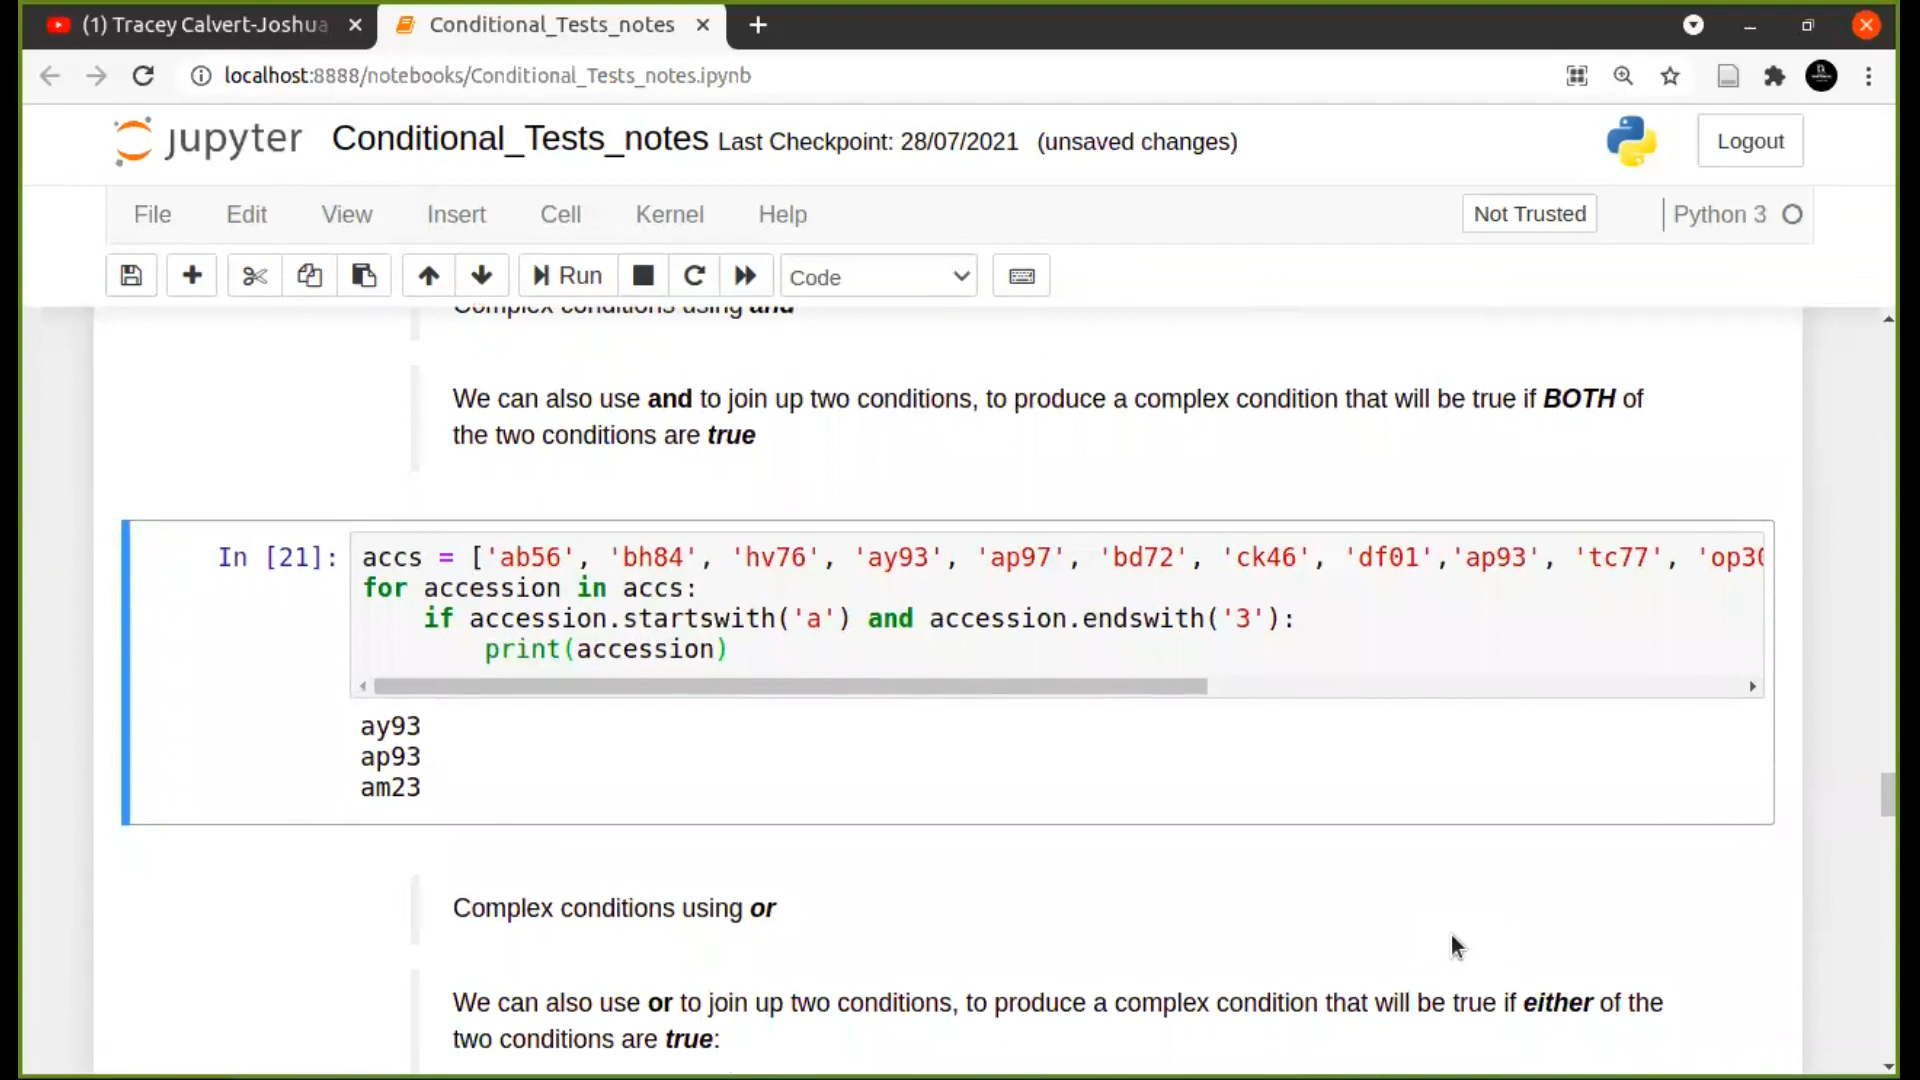 (1) Tracey Calvert-Joshua
Conditional_Tests_notes
localhost:8888/notebooks/Conditional_Tests_notes.ipynb
jupyter Conditional_Tests_notes Last Checkpoint: 28/07/2021 (unsaved changes)
Logout
File Edit View Insert Cell Kernel Help
Not Trusted
Python 3
Run
Code
Complex conditions using and
We can also use and to join up two conditions, to produce a complex condition that will be true if BOTH of
the two conditions are true
In [21]: accs = ['ab56', 'bh84', 'hv76', 'ay93', 'ap97', 'bd72', 'ck46', 'df01','ap93', 'tc77', 'op30
for accession in accs:
if accession.startswith('a') and accession.endswith('3'):
print(accession)
ay93
ap93
am23
Complex conditions using or
We can also use or to join up two conditions, to produce a complex condition that will be true if either of the
two conditions are true: